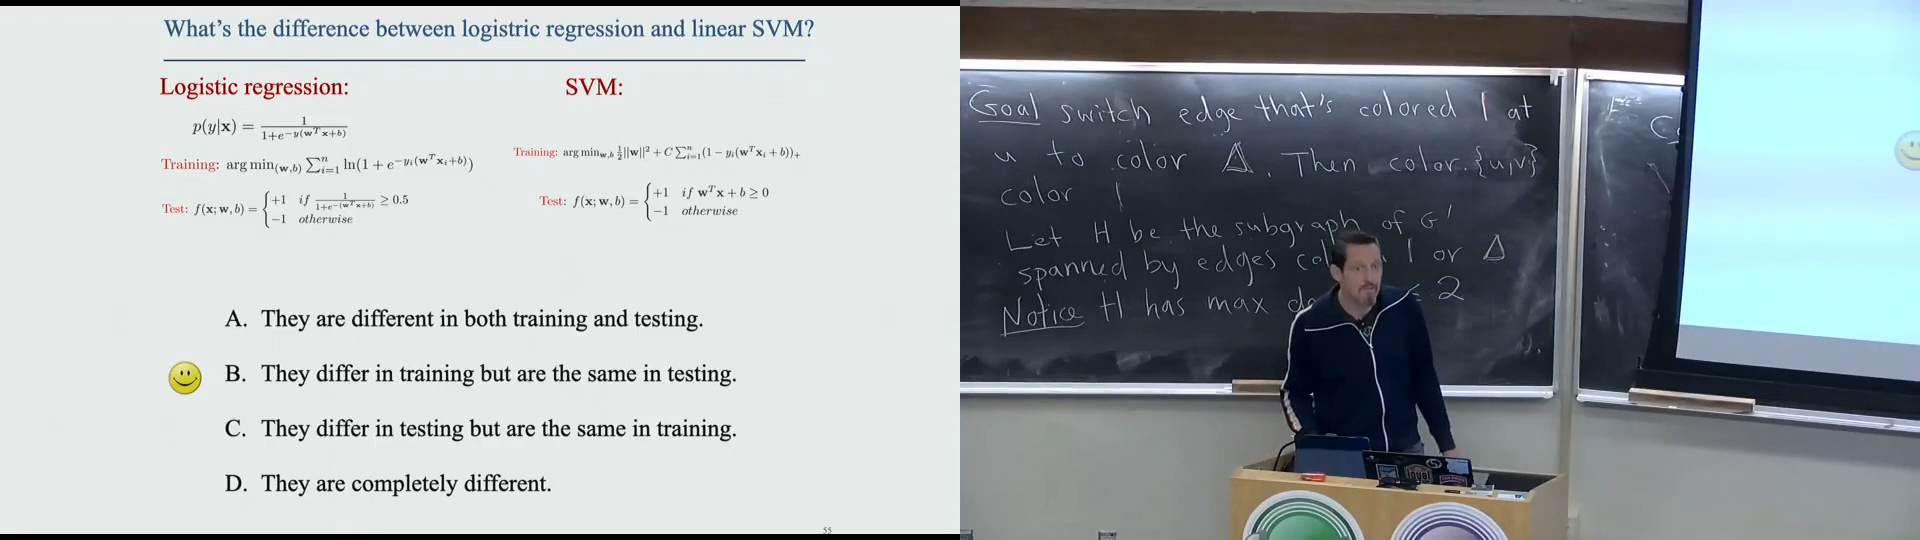 What's the difference between logistric regression and linear SVM?
Logistic regression:
p(y|x) = 1 / (1+e^{-y(w^T x+b)})
Training: arg min_{(w,b)} ∑_{i=1}^{n} ln(1 + e^{-y_i(w^T x_i+b)})
Test: f(x; w, b) = { +1 if 1 / (1+e^{-(w^T x+b)}) ≥ 0.5
−1 otherwise
SVM:
Training: arg min_{w,b} 1/2||w||² + C ∑_{i=1}^{n}(1 − y_i(w^T x_i + b))_+
Test: f(x; w, b) = { +1 if w^T x + b ≥ 0
−1 otherwise
A. They are different in both training and testing.
B. They differ in training but are the same in testing.
C. They differ in testing but are the same in training.
D. They are completely different.
55
Goal switch edge that's colored 1 at
u to color Δ. Then color {u,v}
color 1
Let H be the subgraph of G'
spanned by edges 1 or Δ
Notice H has max 2